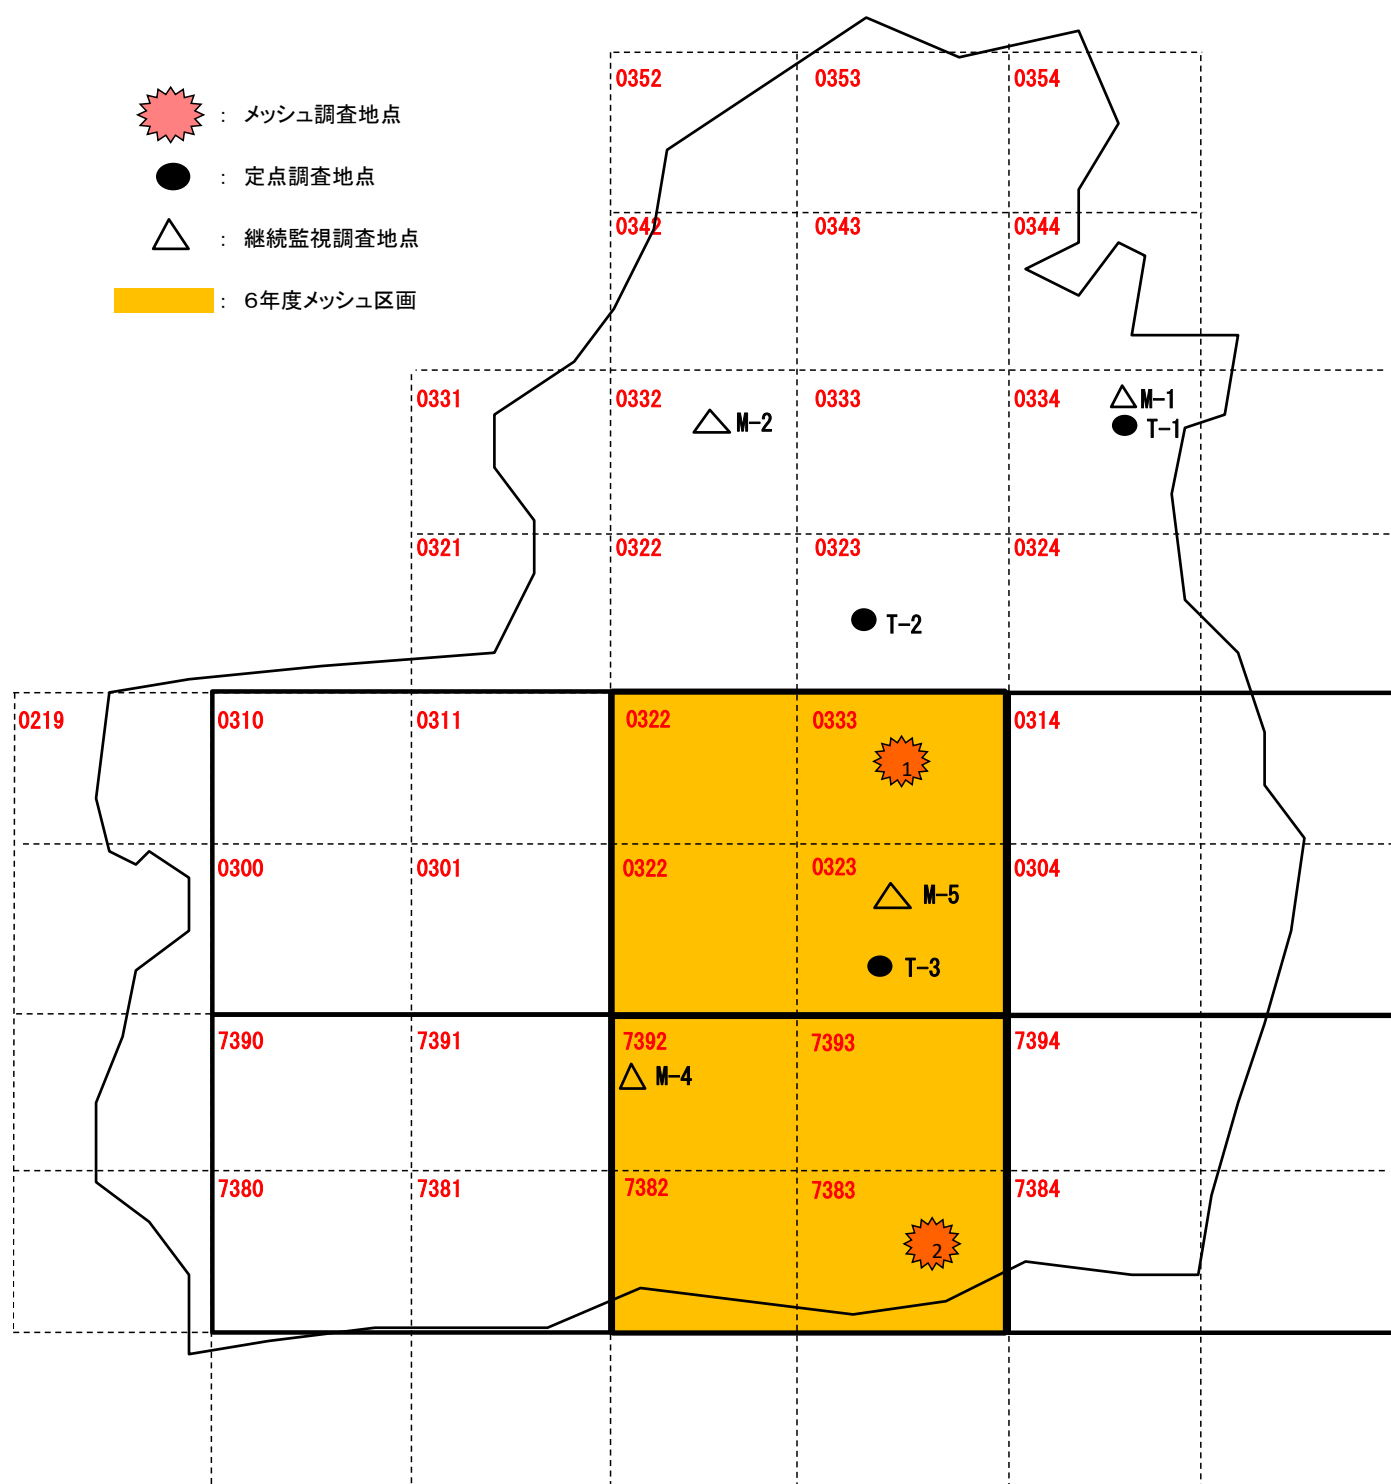 0352 0353 0354
： メッシュ調査地点
： 定点調査地点
0342 0343 0344
： 継続監視調査地点
： ６年度メッシュ区画
0331 0332 0333 0334 M-1
M-2 T-1
0321 0322 0323 0324
T-2
0219 0310 0311 0322 0333 0314
1
0300 0301 0322 0323 0304
M-5
T-3
7390 7391 7392 7393 7394
M-4
7380 7381 7382 7383 7384
2